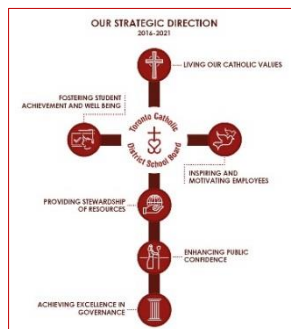 OUR STRATEGIC DIRECTION
2016-2021
LIVING OUR CATHOLIC VALUES
FOSTERING STUDENT
ACHIEVEMENT AND WELL BEING
Toronto Catholic
District School Board
INSPIRING AND
MOTIVATING EMPLOYEES
PROVIDING STEWARDSHIP
OF RESOURCES
ENHANCING PUBLIC
CONFIDENCE
ACHIEVING EXCELLENCE IN
GOVERNANCE